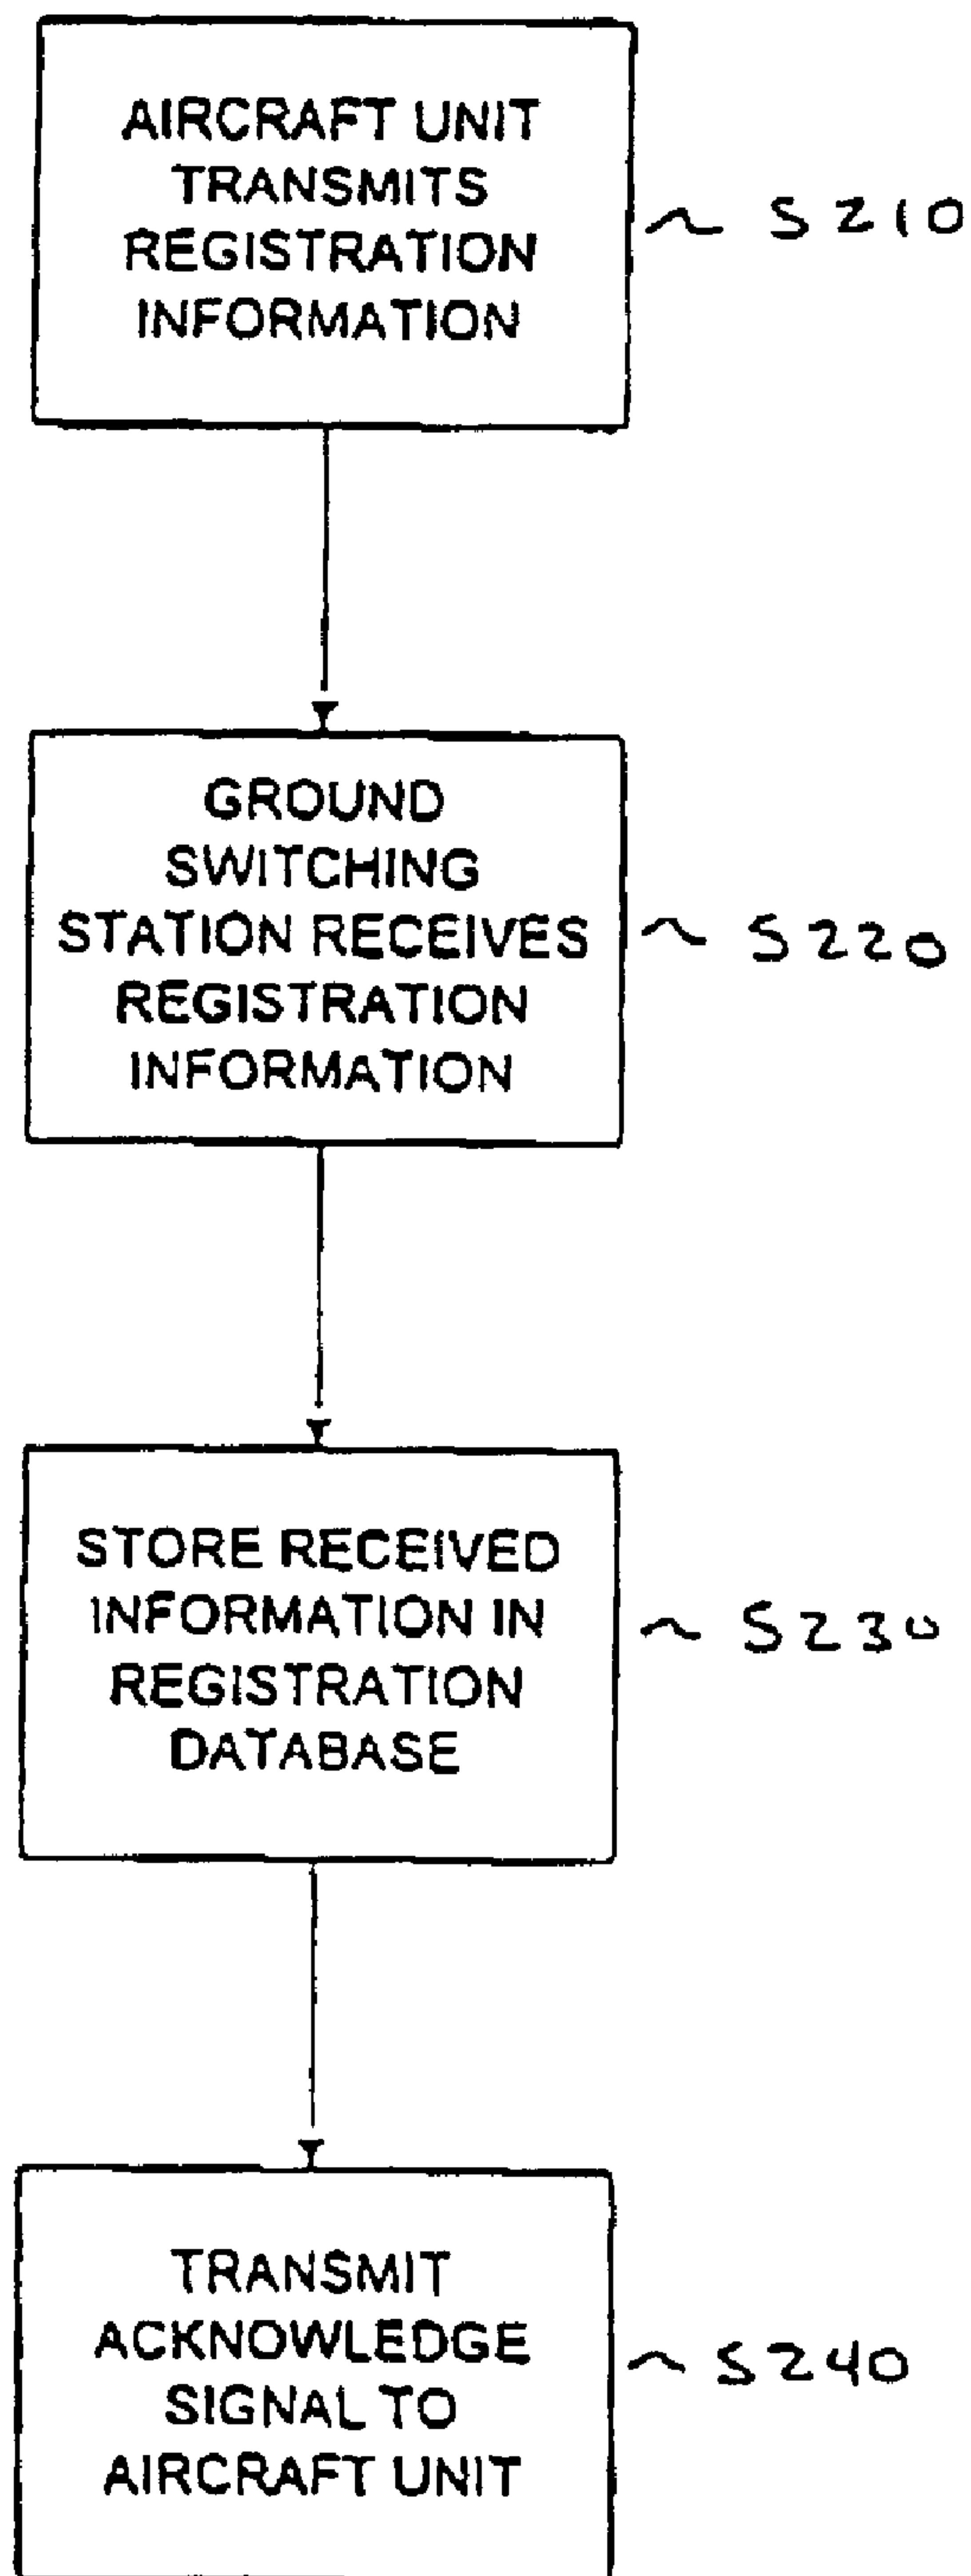 AIRCRAFT UNIT
TRANSMITS
REGISTRATION
INFORMATION
S210
GROUND
SWITCHING
STATION RECEIVES
REGISTRATION
INFORMATION
S220
STORE RECEIVED
INFORMATION IN
REGISTRATION
DATABASE
S230
TRANSMIT
ACKNOWLEDGE
SIGNAL TO
AIRCRAFT UNIT
S240